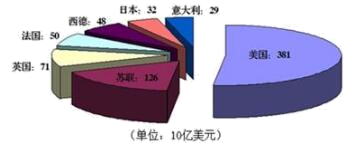 日本：32
意大利：29
西德：48
法国：50
美国：381
英国：71
苏联：126
（单位：10亿美元）